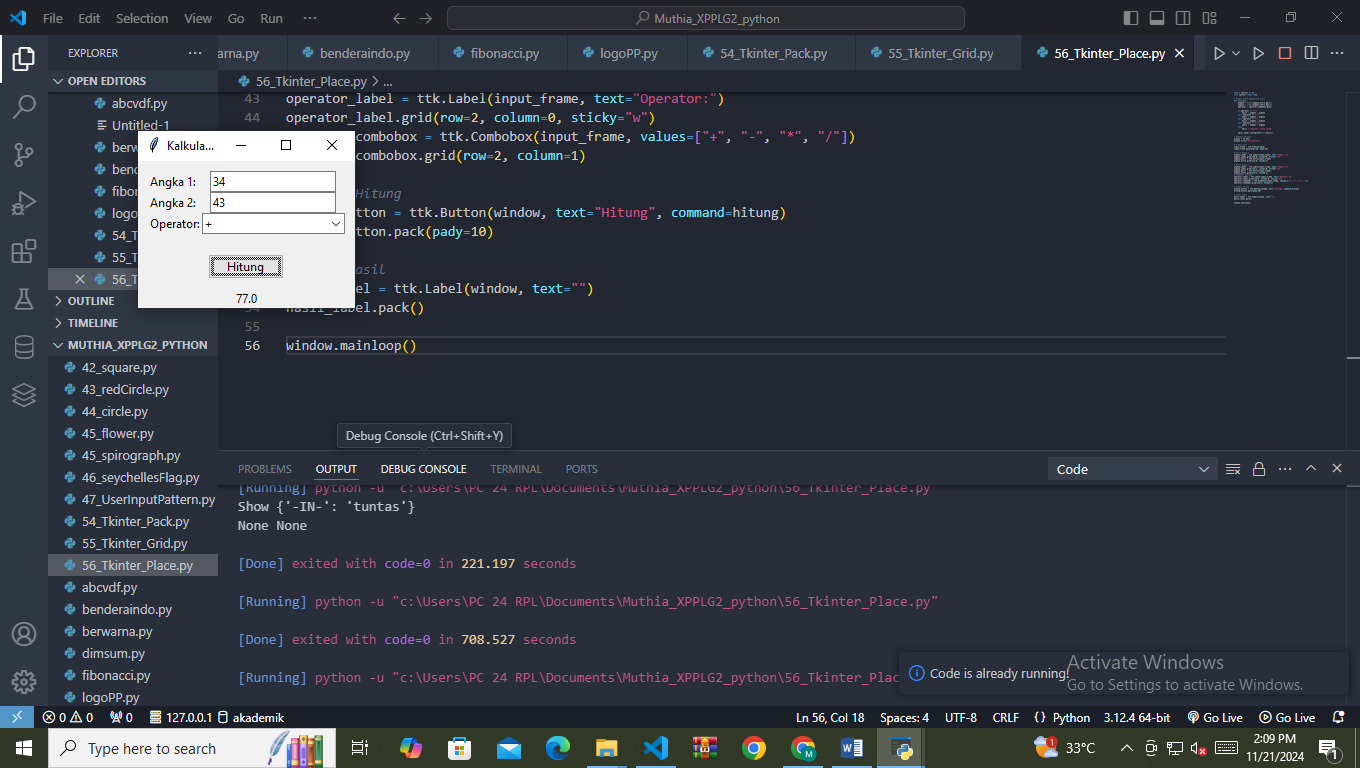 File Edit Selection View Go Run ··· Muthia_XPPLG2_python
EXPLORER ···
arna.py benderaindo.py fibonacci.py logoPP.py 54_Tkinter_Pack.py 55_Tkinter_Grid.py 56_Tkinter_Place.py
OPEN EDITORS
56_Tkinter_Place.py > ...
abcvdf.py
Untitled-1
berw
bend
fibon
logo
54_T
55_T
56_T
OUTLINE
TIMELINE
MUTHIA_XPPLG2_PYTHON
42_square.py
43_redCircle.py
44_circle.py
45_flower.py
45_spirograph.py
46_seychellesFlag.py
47_UserInputPattern.py
54_Tkinter_Pack.py
55_Tkinter_Grid.py
56_Tkinter_Place.py
abcvdf.py
benderaindo.py
berwarna.py
dimsum.py
fibonacci.py
logoPP.py
43 operator_label = ttk.Label(input_frame, text="Operator:")
44 operator_label.grid(row=2, column=0, sticky="w")
combobox = ttk.Combobox(input_frame, values=["+", "-", "*", "/"])
combobox.grid(row=2, column=1)
Hitung
tton = ttk.Button(window, text="Hitung", command=hitung)
tton.pack(pady=10)
asil
el = ttk.Label(window, text="")
54 hasil_label.pack()
55
56 window.mainloop()
Kalkula...
Angka 1: 34
Angka 2: 43
Operator: +
Hitung
77.0
Debug Console (Ctrl+Shift+Y)
PROBLEMS OUTPUT DEBUG CONSOLE TERMINAL PORTS Code
[Running] python -u "c:\Users\PC 24 RPL\Documents\Muthia_XPPLG2_python\56_Tkinter_Place.py
Show {'-IN-': 'tuntas'}
None None
[Done] exited with code=0 in 221.197 seconds
[Running] python -u "c:\Users\PC 24 RPL\Documents\Muthia_XPPLG2_python\56_Tkinter_Place.py"
[Done] exited with code=0 in 708.527 seconds
[Running] python -u "c:\Users\PC 24 RPL\Documents\Muthia_XPPLG2_python\56_Tkinter_Plac
Code is already running!
Activate Windows
Go to Settings to activate Windows.
0 0 0 127.0.0.1 akademik Ln 56, Col 18 Spaces: 4 UTF-8 CRLF {} Python 3.12.4 64-bit Go Live Go Live
Type here to search 1 33°C 2:09 PM
11/21/2024 1